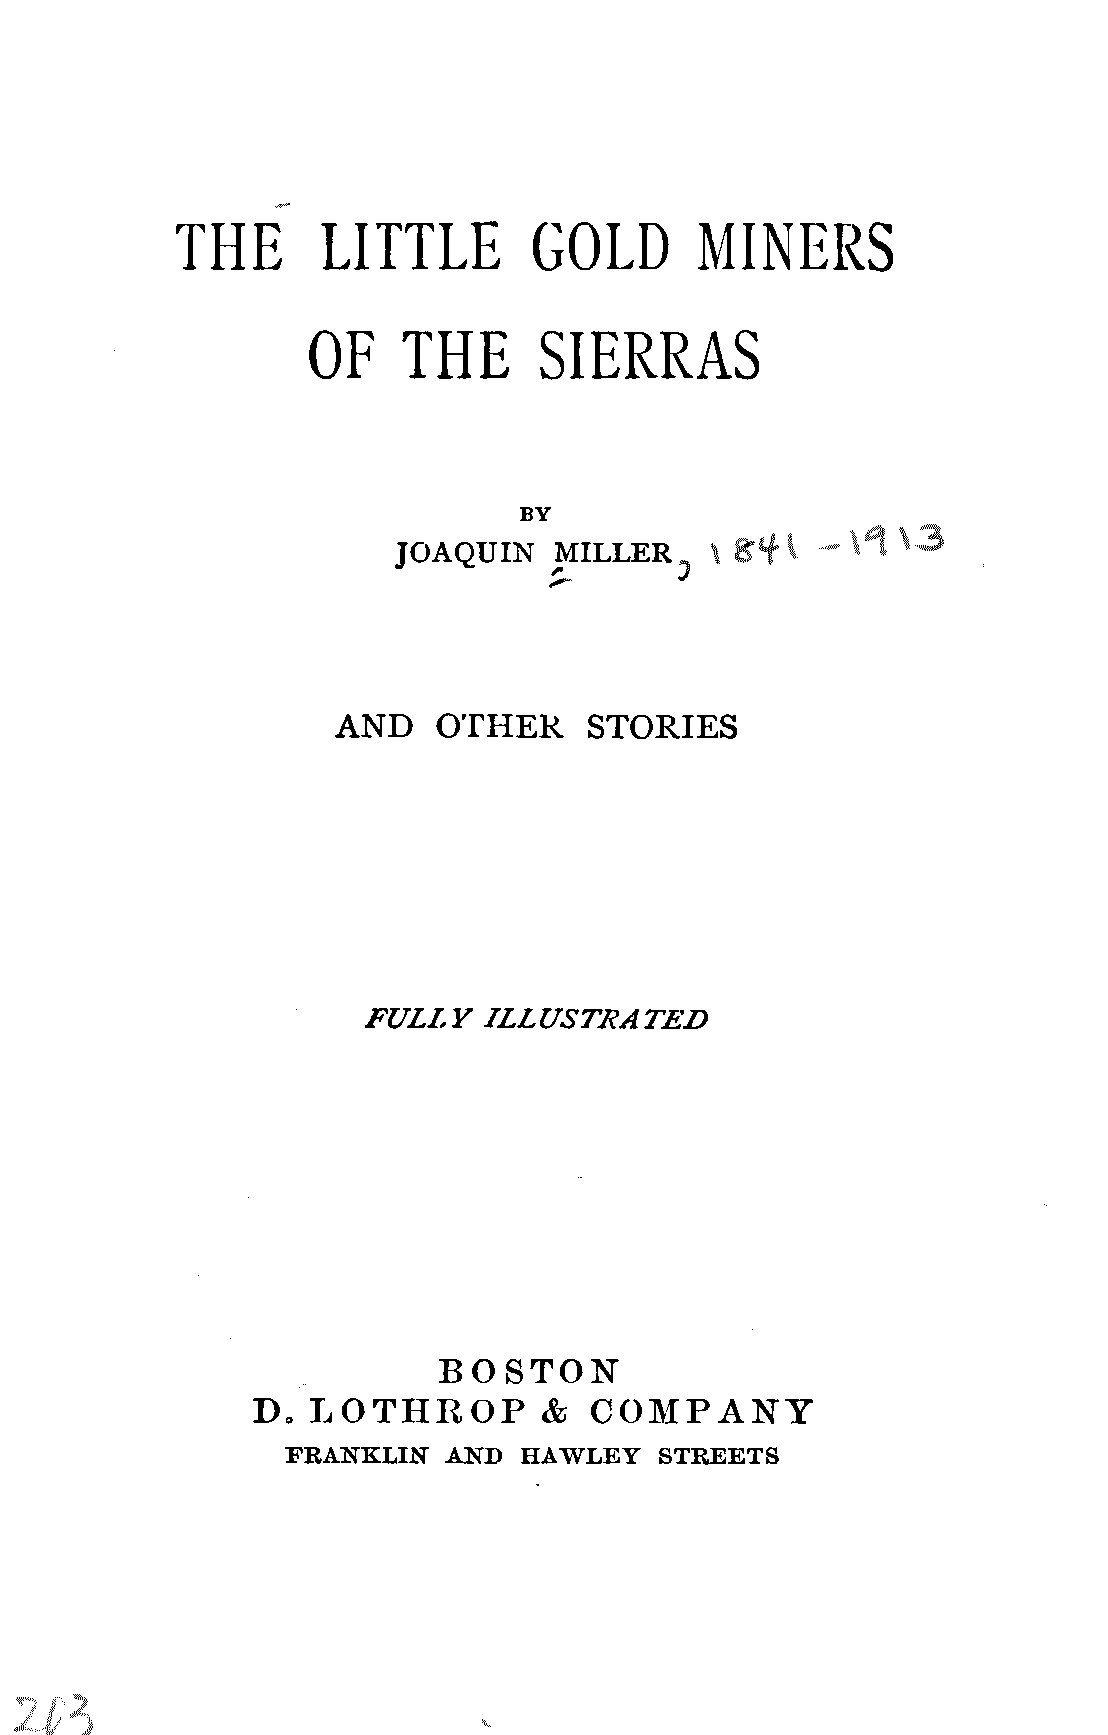 THE LITTLE GOLD MINERS
OF THE SIERRAS
BY
JOAQUIN MILLER, 1841-1913
AND OTHER STORIES
FULLY ILLUSTRATED
BOSTON
D. LOTHROP & COMPANY
FRANKLIN AND HAWLEY STREETS